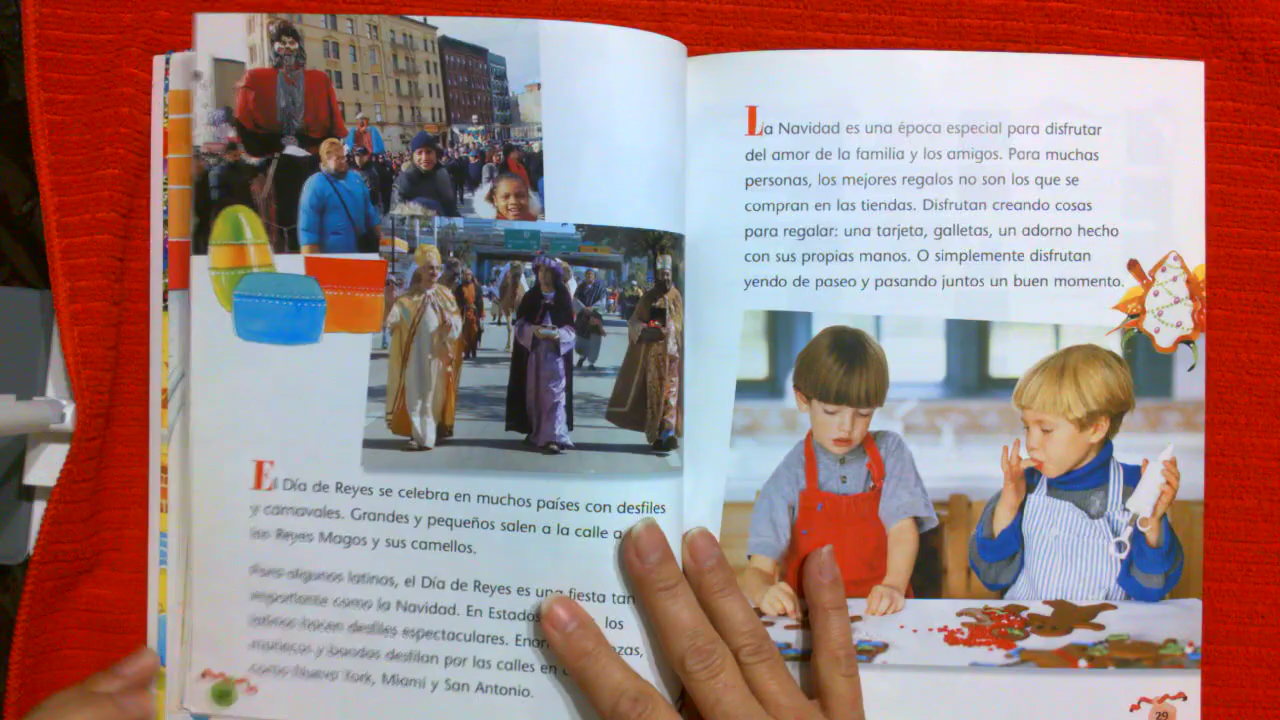 El Día de Reyes se celebra en muchos países con desfiles
y carnavales. Grandes y pequeños salen a la calle a
los Reyes Magos y sus camellos.
Para algunos latinos, el Día de Reyes es una fiesta tan
importante como la Navidad. En Estados los
latinos hacen desfiles espectaculares.
muñecos y bandas desfilan por las calles en
como Nueva York, Miami y San Antonio.
La Navidad es una época especial para disfrutar
del amor de la familia y los amigos. Para muchas
personas, los mejores regalos no son los que se
compran en las tiendas. Disfrutan creando cosas
para regalar: una tarjeta, galletas, un adorno hecho
con sus propias manos. O simplemente disfrutan
yendo de paseo y pasando juntos un buen momento.
29